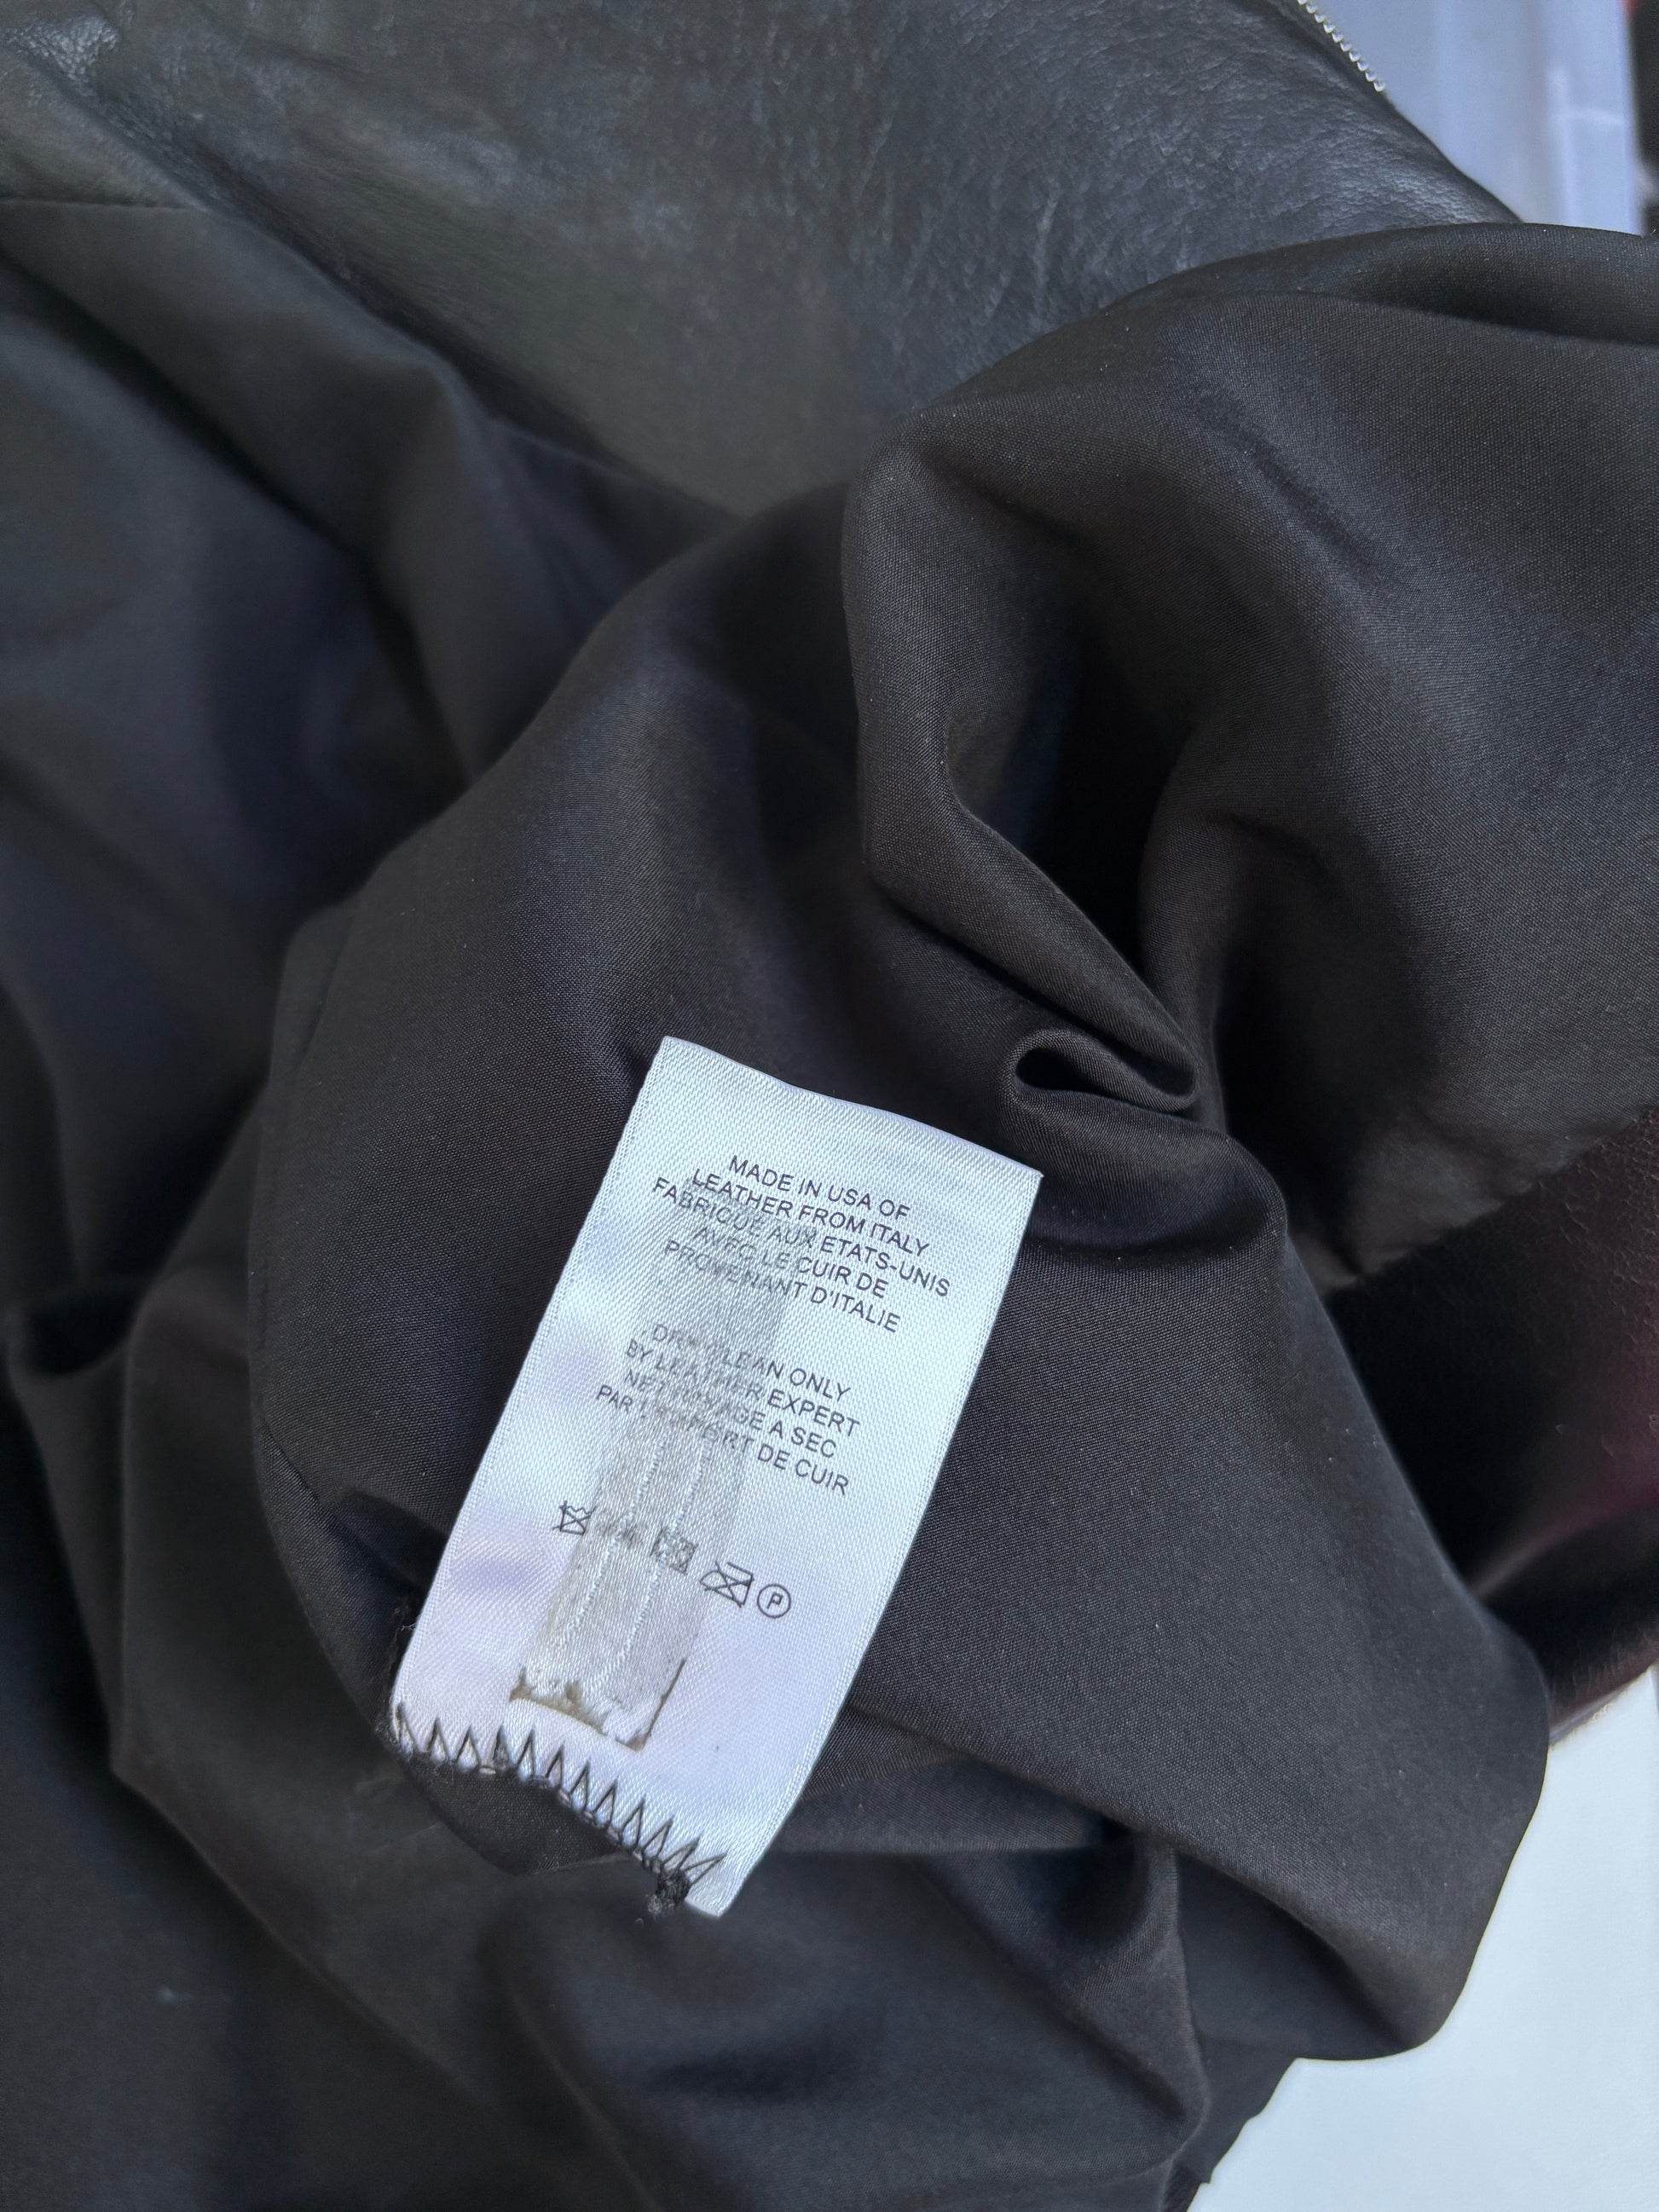 MADE IN USA OF
LEATHER FROM ITALY
FABRIQUE AUX ETATS-UNIS
AVEC LE CUIR DE
PROVENANT D'ITALIE
DRY CLEAN ONLY
BY LEATHER EXPERT
NETTOYAGE A SEC
PAR L'EXPERT DE CUIR
P